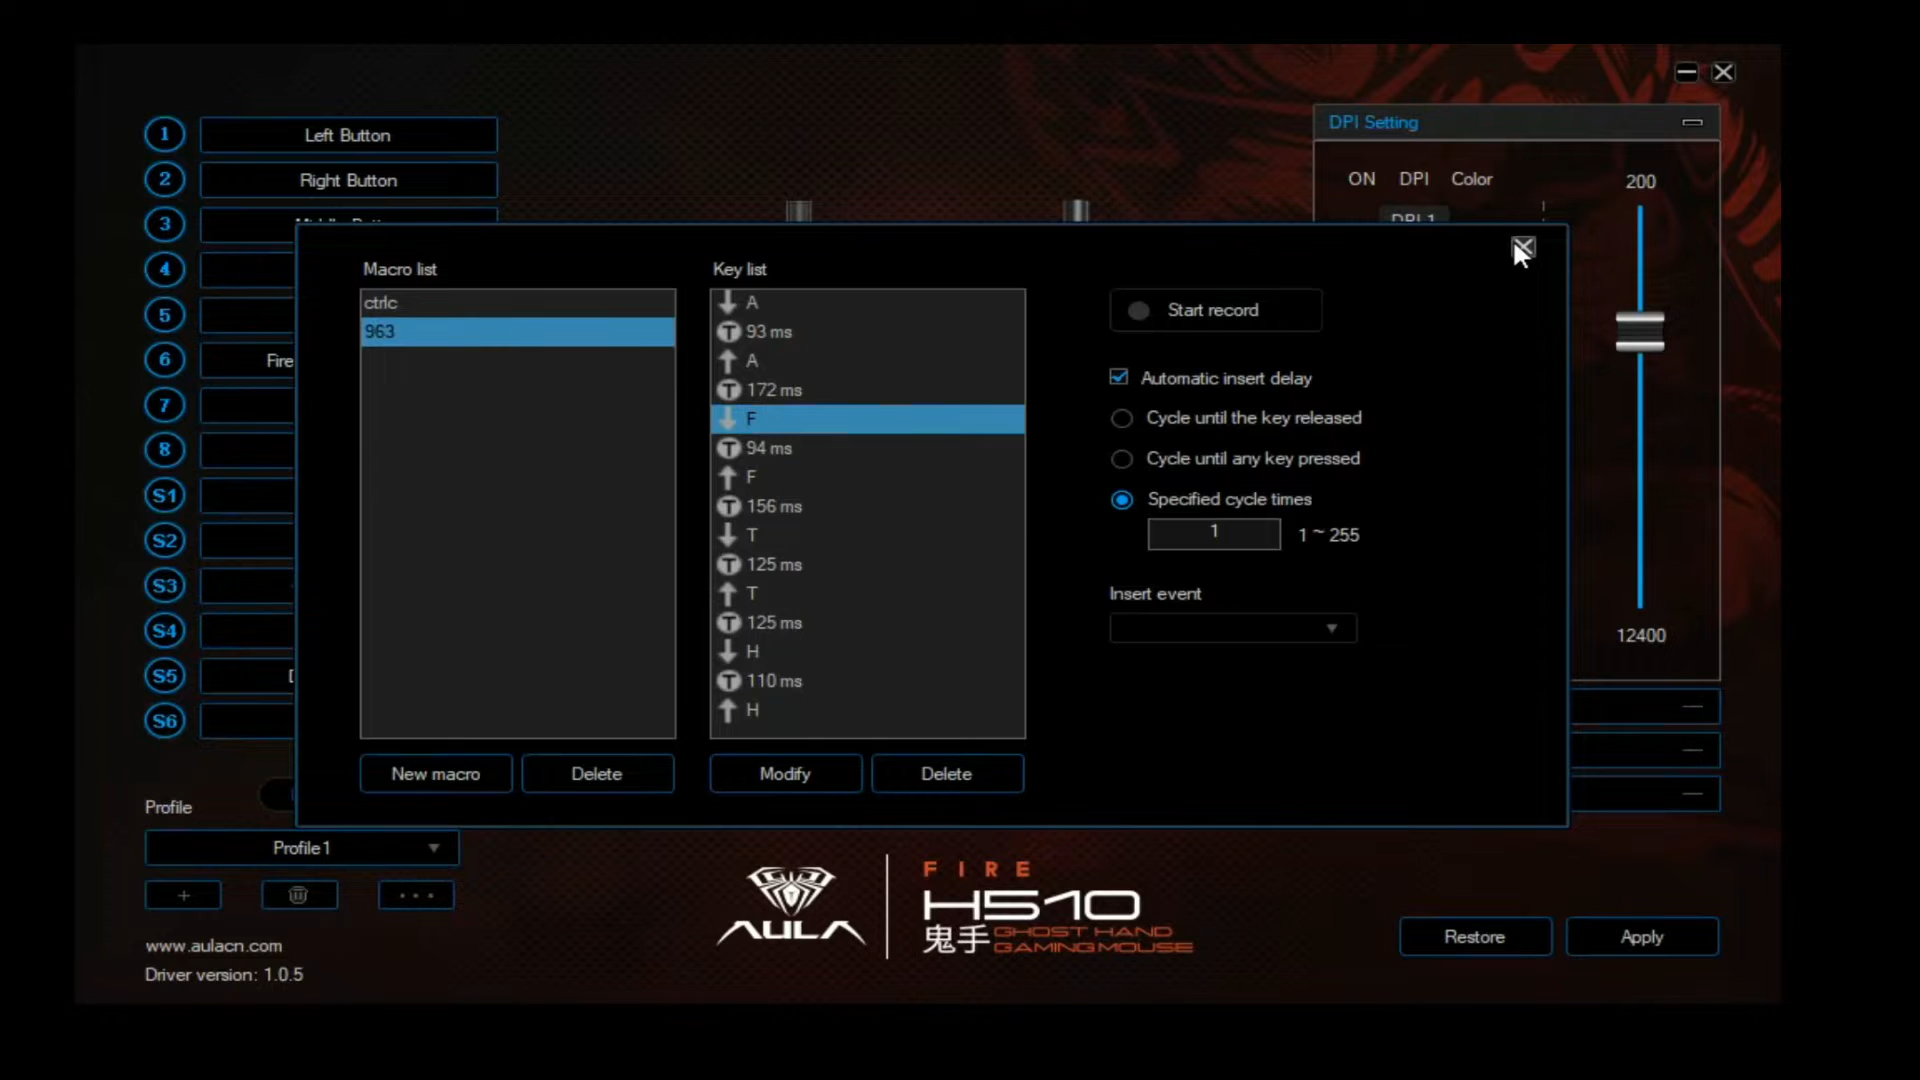 1 Left Button
2 Right Button
3
4
5
6 Fire
7
8
S1
S2
S3
S4
S5
S6
DPI Setting
ON DPI Color
DPI 1
200
12400
Macro list
ctrlc
963
New macro Delete
Key list
A
93 ms
A
172 ms
F
94 ms
F
156 ms
T
125 ms
T
125 ms
H
110 ms
H
Modify Delete
Start record
Automatic insert delay
Cycle until the key released
Cycle until any key pressed
Specified cycle times
1 1 ~ 255
Insert event
Profile
Profile1
www.aulacn.com
Driver version: 1.0.5
AULA
FIRE
H510
鬼手 GHOST HAND
GAMING MOUSE
Restore Apply